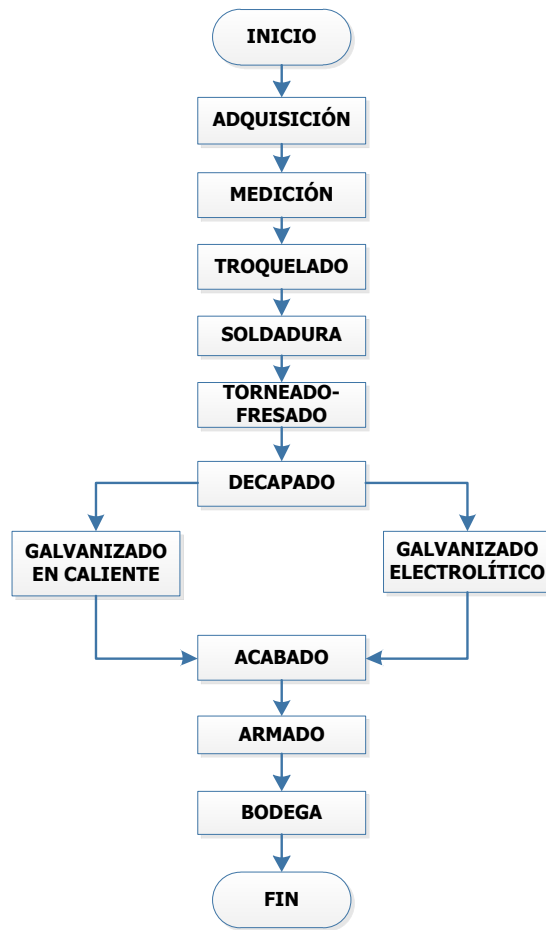 INICIO
ADQUISICIÓN
MEDICIÓN
TROQUELADO
SOLDADURA
TORNEADO-
FRESADO
DECAPADO
GALVANIZADO
EN CALIENTE
GALVANIZADO
ELECTROLÍTICO
ACABADO
ARMADO
BODEGA
FIN